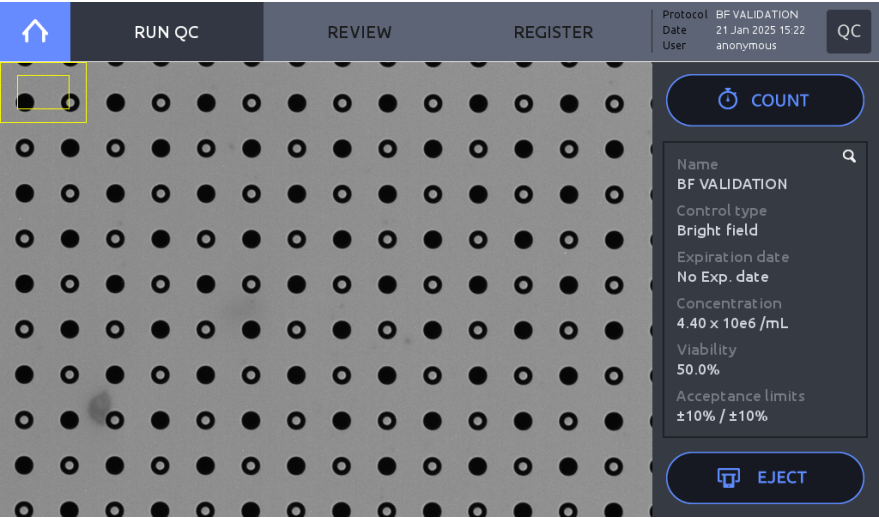 RUN QC
REVIEW
REGISTER
Protocol BF VALIDATION
Date 21 Jan 2025 15:22
User anonymous
QC
COUNT
Name
BF VALIDATION
Control type
Bright field
Expiration date
No Exp. date
Concentration
4.40 x 10e6 /mL
Viability
50.0%
Acceptance limits
±10% / ±10%
EJECT